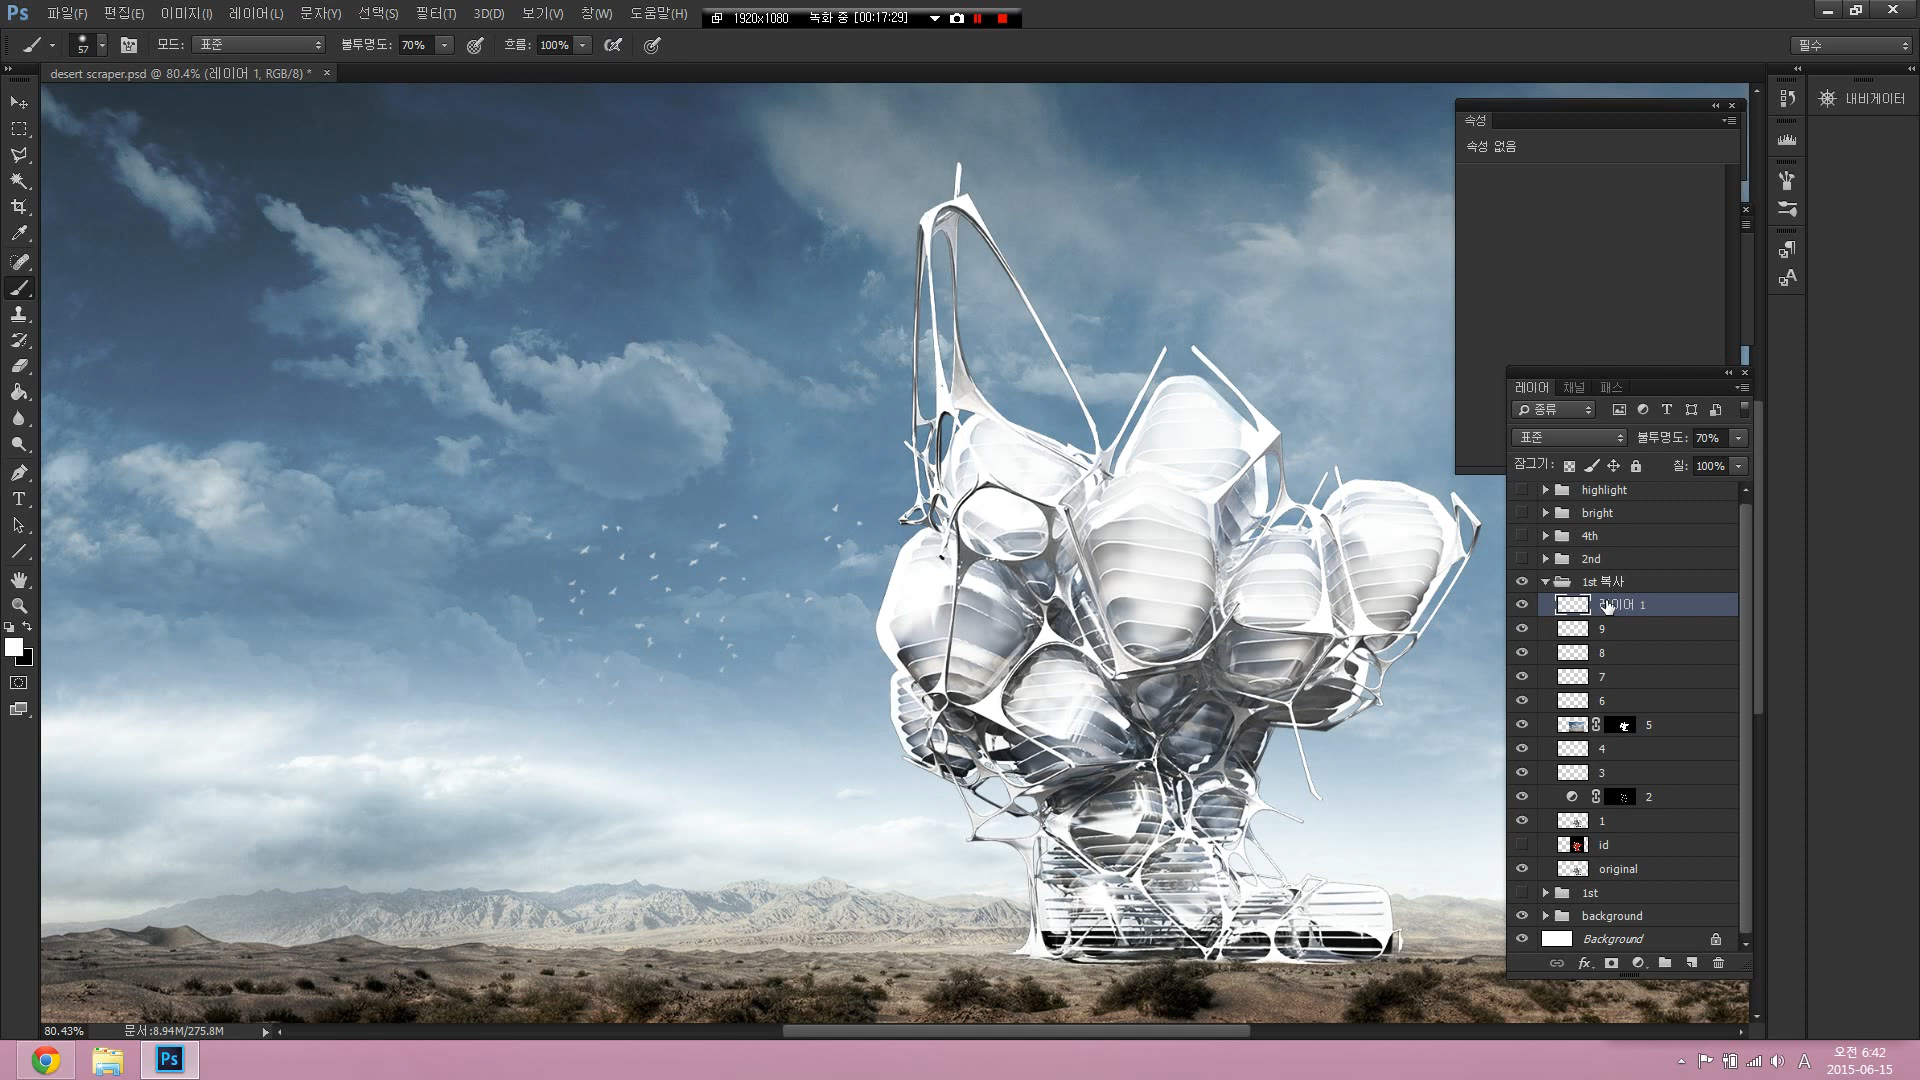 Ps 파일(F) 편집(E) 이미지(I) 레이어(L) 문자(Y) 선택(S) 필터(T) 3D(D) 보기(V) 창(W) 도움말(H)
1920x1080 녹화 중 [00:17:29]
57 모드: 표준 불투명도: 70% 흐름: 100% 필수
desert scraper.psd @ 80.4% (레이어 1, RGB/8) * ×
내비게이터
속성
속성 없음
레이어 채널 패스
종류
표준 불투명도: 70%
잠그기: 칠: 100%
highlight
bright
4th
2nd
1st 복사
레이어 1
9
8
7
6
5
4
3
2
1
id
original
1st
background
Background
80.43% 문서:8.94M/275.8M
Ps
A 오전 6:42
2015-06-15